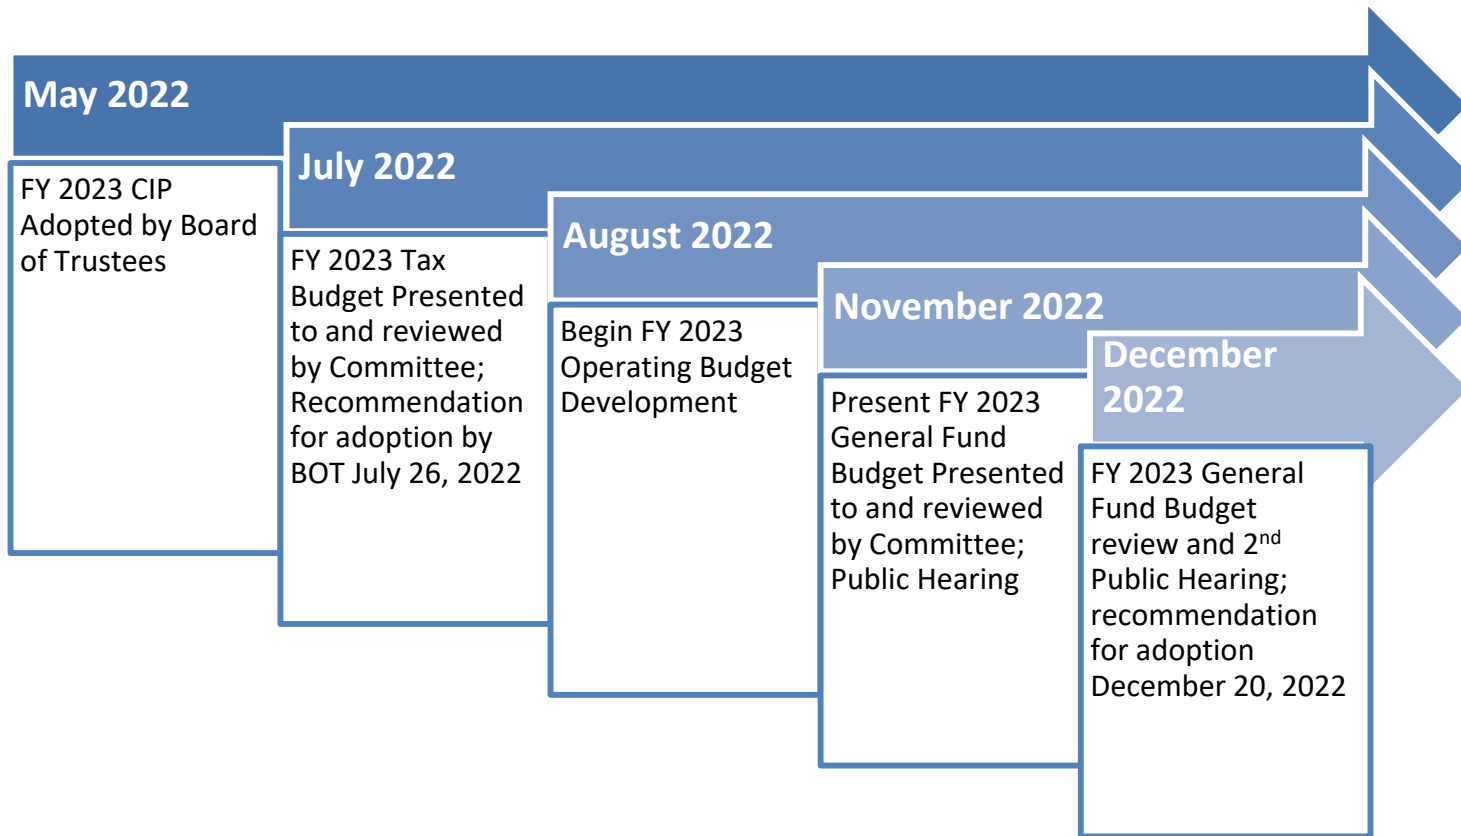 May 2022
FY 2023 CIP
Adopted by Board
of Trustees
July 2022
FY 2023 Tax
Budget Presented
to and reviewed
by Committee;
Recommendation
for adoption by
BOT July 26, 2022
August 2022
Begin FY 2023
Operating Budget
Development
November 2022
Present FY 2023
General Fund
Budget Presented
to and reviewed
by Committee;
Public Hearing
December
2022
FY 2023 General
Fund Budget
review and 2nd
Public Hearing;
recommendation
for adoption
December 20, 2022